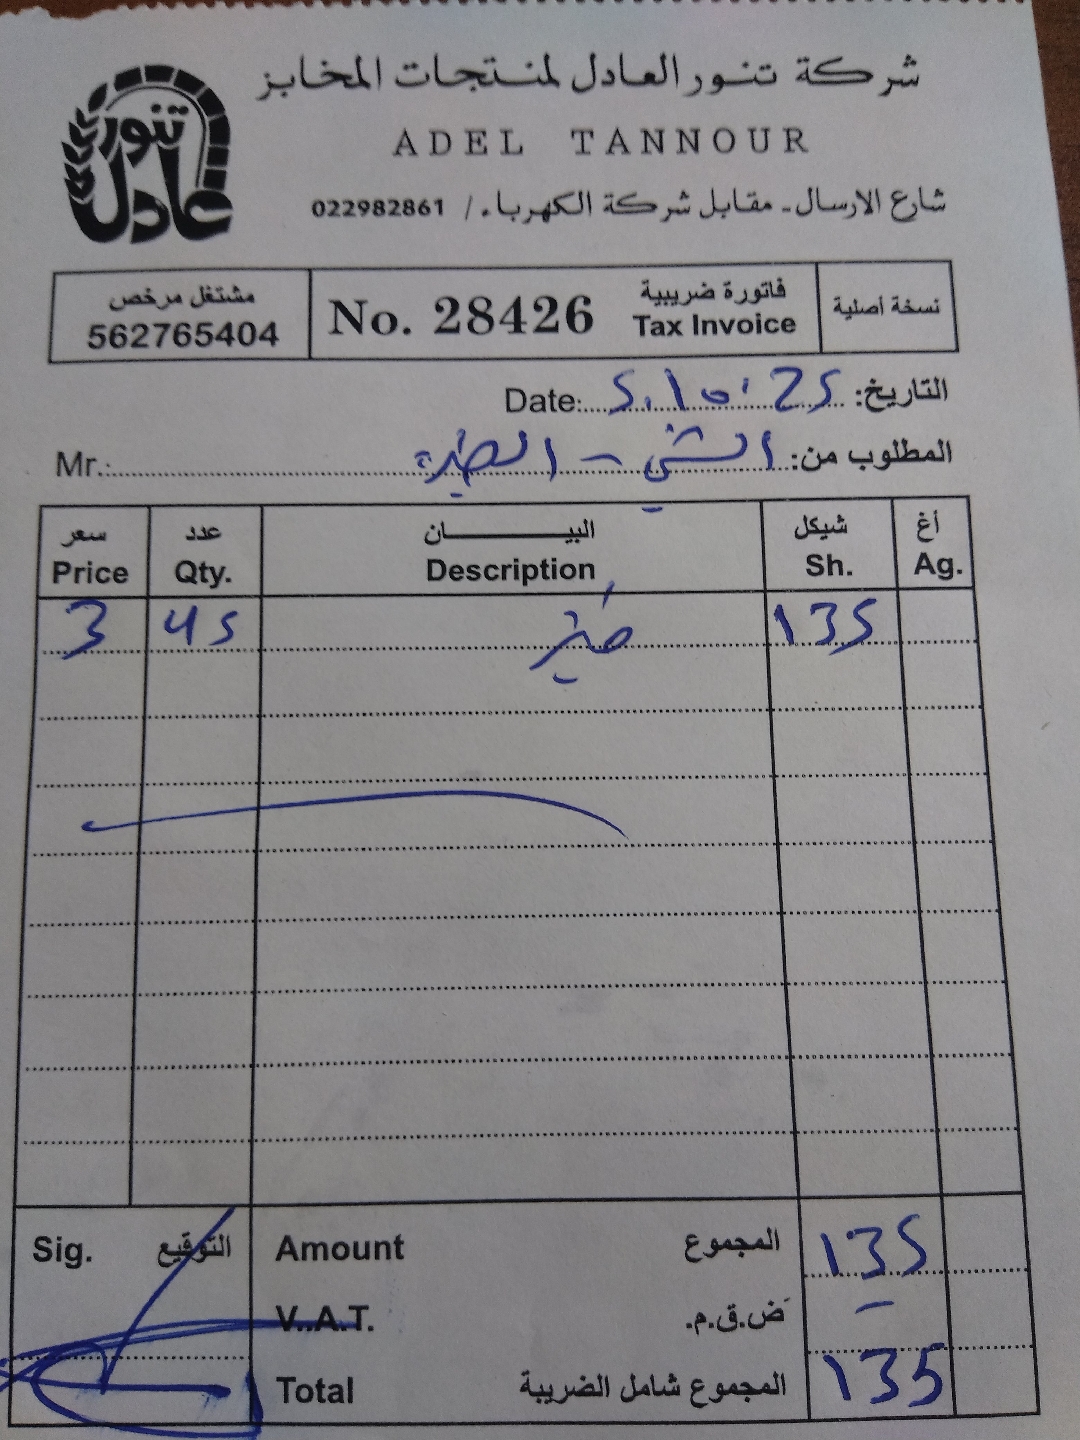 شركة تنور العادل لمنتجات المخابز
تنور عادل
ADEL TANNOUR
شارع الارسال - مقابل شركة الكهرباء / 022982861
نسخة أصلية
فاتورة ضريبية
Tax Invoice
No. 28426
مشتغل مرخص
562765404
التاريخ: Date: 5.10.25
المطلوب من: الشني - الطيرة Mr.:
أغ شيكل البيــــان عدد سعر
Price Qty. Description Sh. Ag.
3 45 خبز 135
Sig. التوقيع
Amount المجموع 135
V..A.T. ض.ق.م. -
Total المجموع شامل الضريبة 135